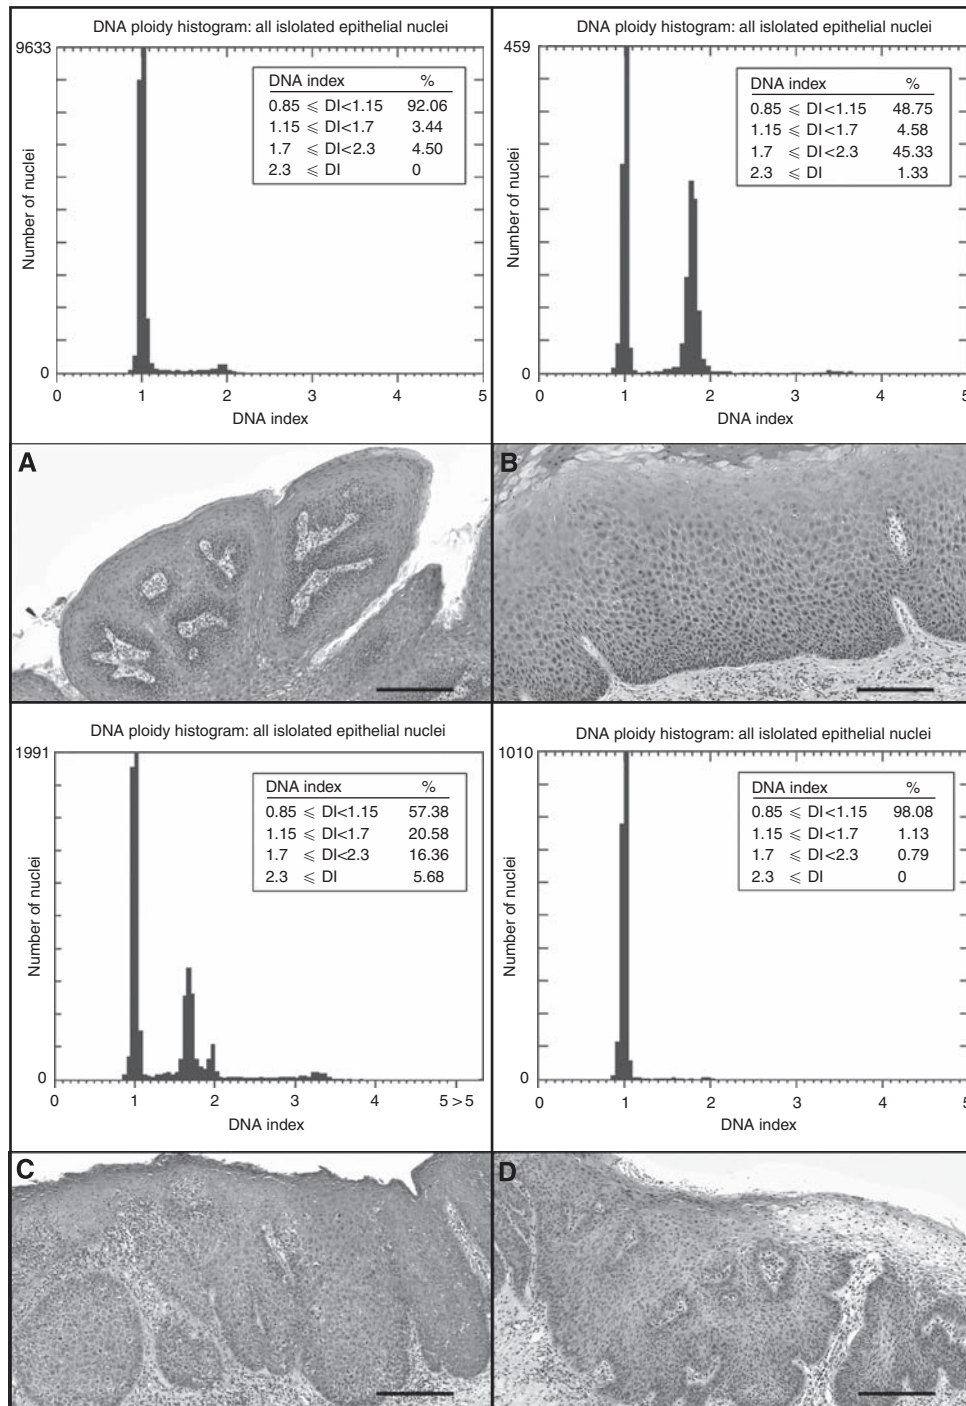 DNA ploidy histogram: all islolated epithelial nuclei
9633
DNA index %
0.85 ⩽ DI<1.15 92.06
1.15 ⩽ DI<1.7 3.44
1.7 ⩽ DI<2.3 4.50
2.3 ⩽ DI 0
Number of nuclei
0
0 1 2 3 4 5
DNA index
DNA ploidy histogram: all islolated epithelial nuclei
459
DNA index %
0.85 ⩽ DI<1.15 48.75
1.15 ⩽ DI<1.7 4.58
1.7 ⩽ DI<2.3 45.33
2.3 ⩽ DI 1.33
Number of nuclei
0
0 1 2 3 4 5
DNA index
A
B
DNA ploidy histogram: all islolated epithelial nuclei
1991
DNA index %
0.85 ⩽ DI<1.15 57.38
1.15 ⩽ DI<1.7 20.58
1.7 ⩽ DI<2.3 16.36
2.3 ⩽ DI 5.68
Number of nuclei
0
0 1 2 3 4 5 >5
DNA index
DNA ploidy histogram: all islolated epithelial nuclei
1010
DNA index %
0.85 ⩽ DI<1.15 98.08
1.15 ⩽ DI<1.7 1.13
1.7 ⩽ DI<2.3 0.79
2.3 ⩽ DI 0
Number of nuclei
0
0 1 2 3 4 5
DNA index
C
D